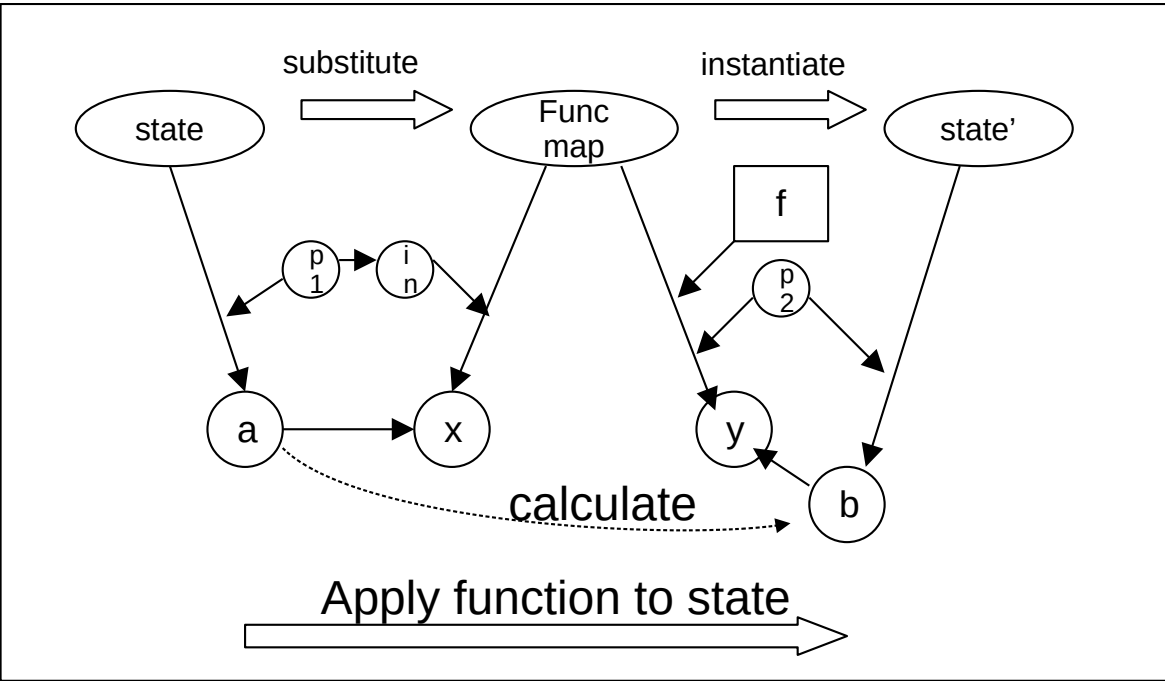 substitute
instantiate
state
Func
map
state’
f
p
1
i
n
p
2
a
x
y
b
calculate
Apply function to state